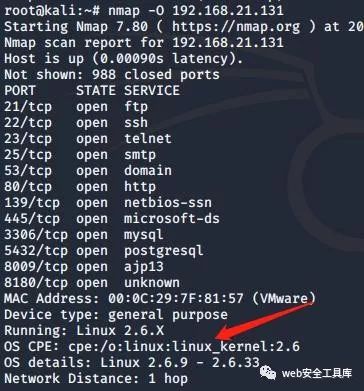 root@kali:~# nmap -O 192.168.21.131
Starting Nmap 7.80 ( https://nmap.org ) at 20
Nmap scan report for 192.168.21.131
Host is up (0.00090s latency).
Not shown: 988 closed ports
PORT     STATE SERVICE
21/tcp   open  ftp
22/tcp   open  ssh
23/tcp   open  telnet
25/tcp   open  smtp
53/tcp   open  domain
80/tcp   open  http
139/tcp  open  netbios-ssn
445/tcp  open  microsoft-ds
3306/tcp open  mysql
5432/tcp open  postgresql
8009/tcp open  ajp13
8180/tcp open  unknown
MAC Address: 00:0C:29:7F:81:57 (VMware)
Device type: general purpose
Running: Linux 2.6.X
OS CPE: cpe:/o:linux:linux_kernel:2.6
OS details: Linux 2.6.9 - 2.6.33
Network Distance: 1 hop
web安全工具库